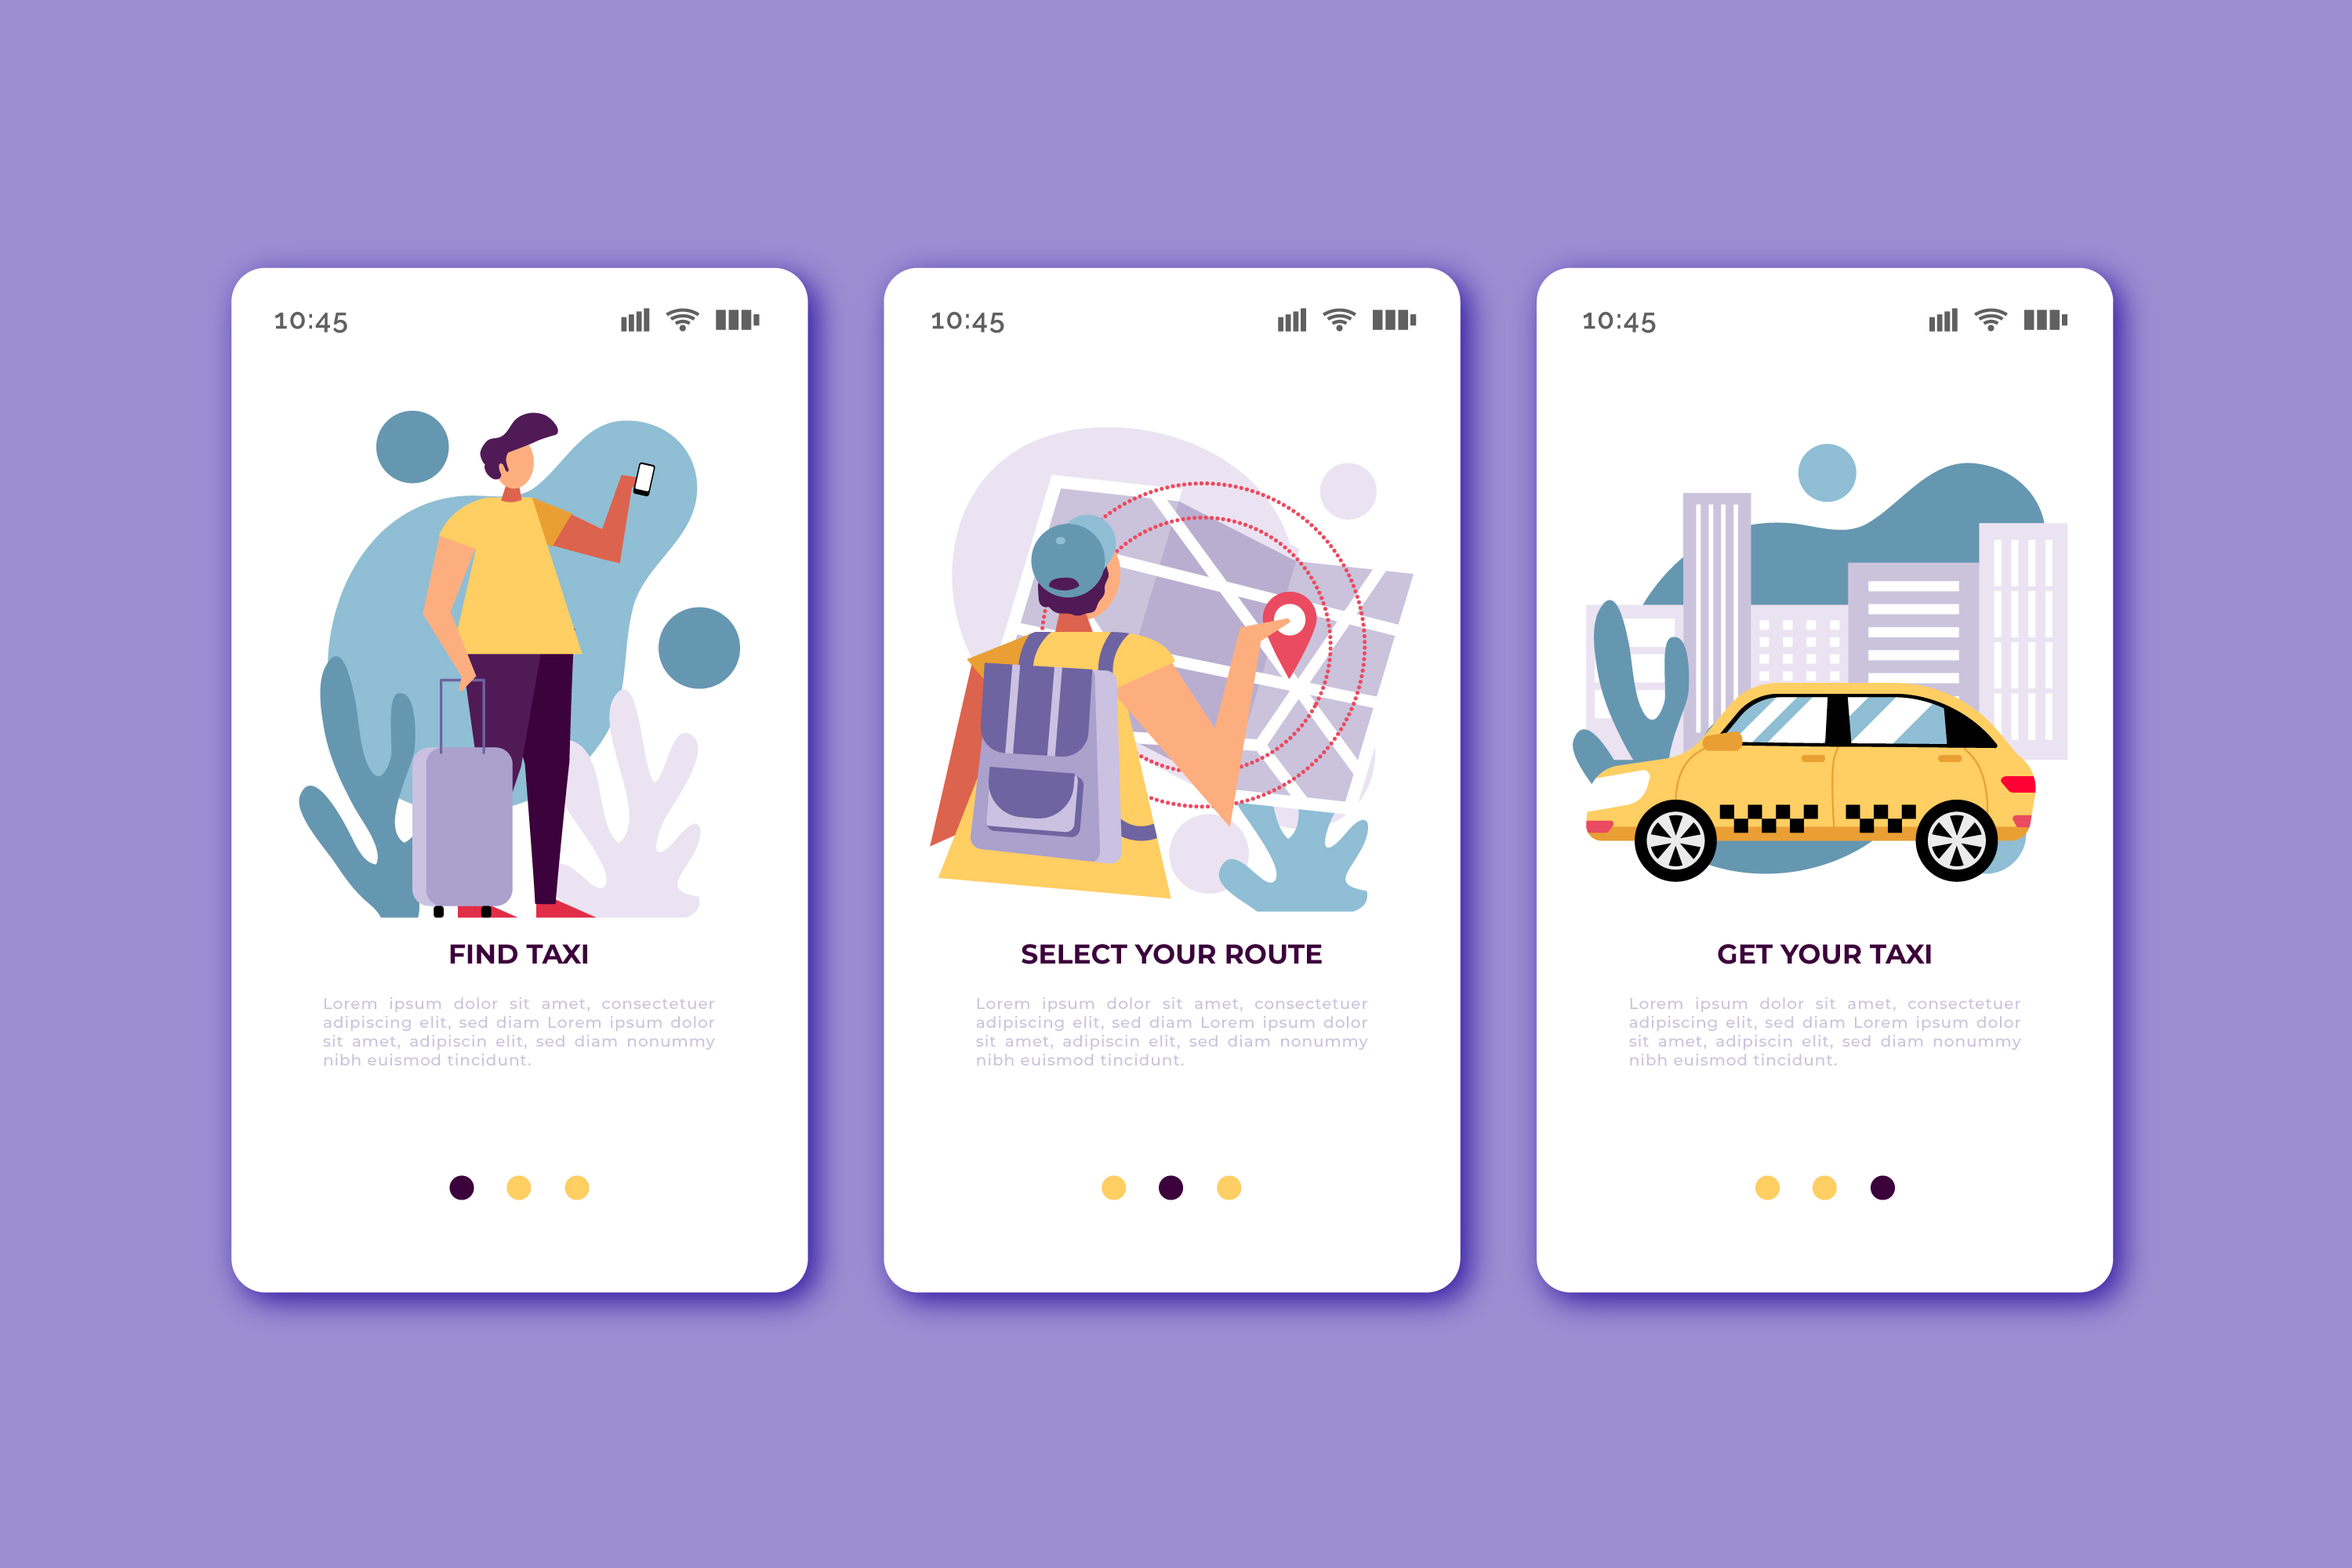 10:45
FIND TAXI
Lorem ipsum dolor sit amet, consectetuer
adipiscing elit, sed diam Lorem ipsum dolor
sit amet, adipiscin elit, sed diam nonummy
nibh euismod tincidunt.
10:45
SELECT YOUR ROUTE
Lorem ipsum dolor sit amet, consectetuer
adipiscing elit, sed diam Lorem ipsum dolor
sit amet, adipiscin elit, sed diam nonummy
nibh euismod tincidunt.
10:45
GET YOUR TAXI
Lorem ipsum dolor sit amet, consectetuer
adipiscing elit, sed diam Lorem ipsum dolor
sit amet, adipiscin elit, sed diam nonummy
nibh euismod tincidunt.